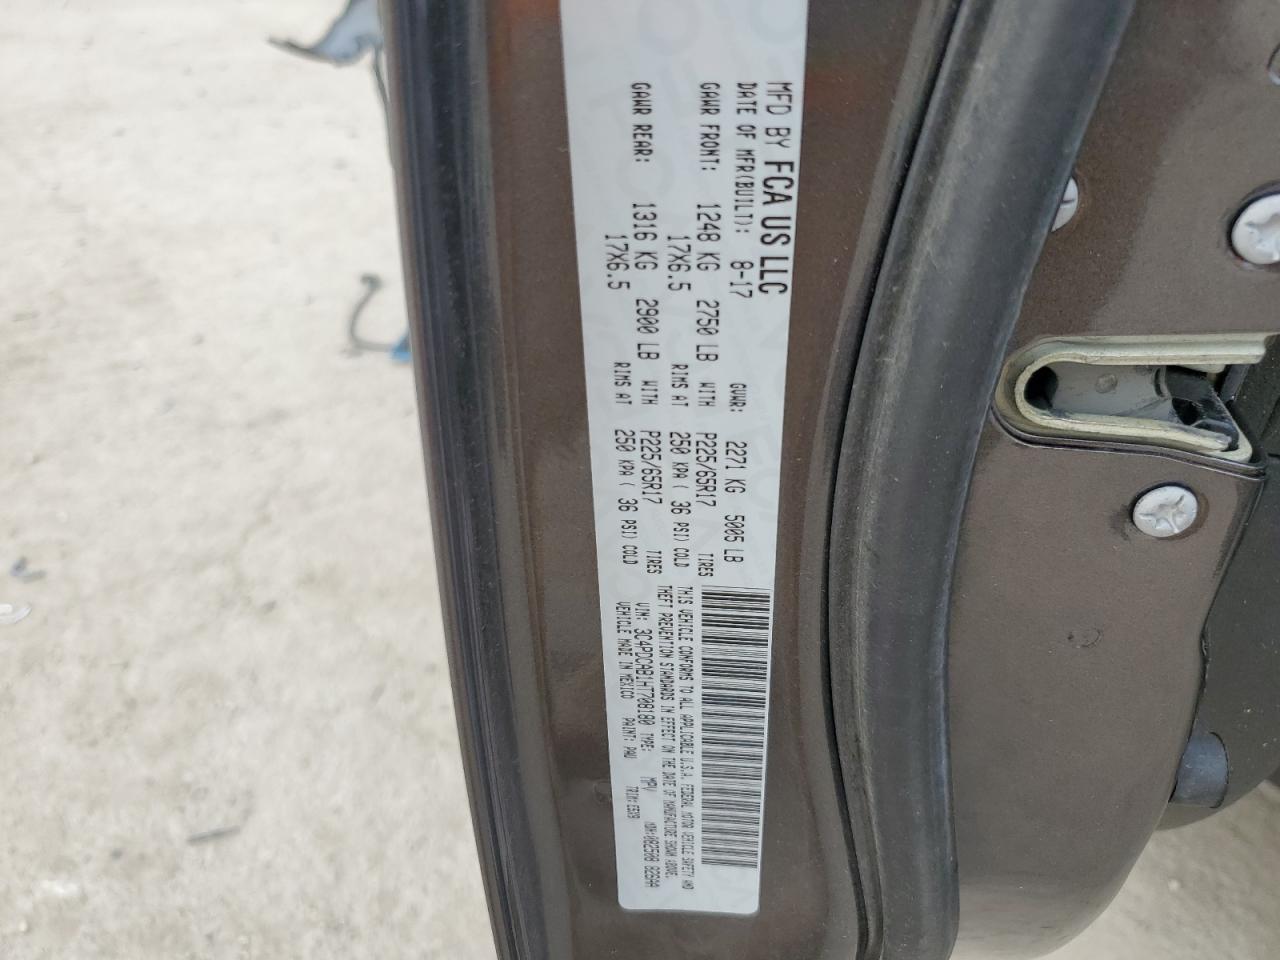 MFD BY FCA US LLC
DATE OF MFR(BUILT): 8-17 GVWR: 2271 KG 5005 LB
GAWR FRONT: 1248 KG 2750 LB WITH P225/65R17 TIRES
17X6.5 RIMS AT 250 KPA ( 36 PSI) COLD
GAWR REAR: 1316 KG 2900 LB WITH P225/65R17 TIRES
17X6.5 RIMS AT 250 KPA ( 36 PSI) COLD
THIS VEHICLE CONFORMS TO ALL APPLICABLE U.S.A. FEDERAL MOTOR VEHICLE SAFETY AND
THEFT PREVENTION STANDARDS IN EFFECT ON THE DATE OF MANUFACTURE SHOWN ABOVE.
VIN: 3C4PDCAB1HT708180 TYPE: MPV
VEHICLE MADE IN MEXICO PAINT: PAU